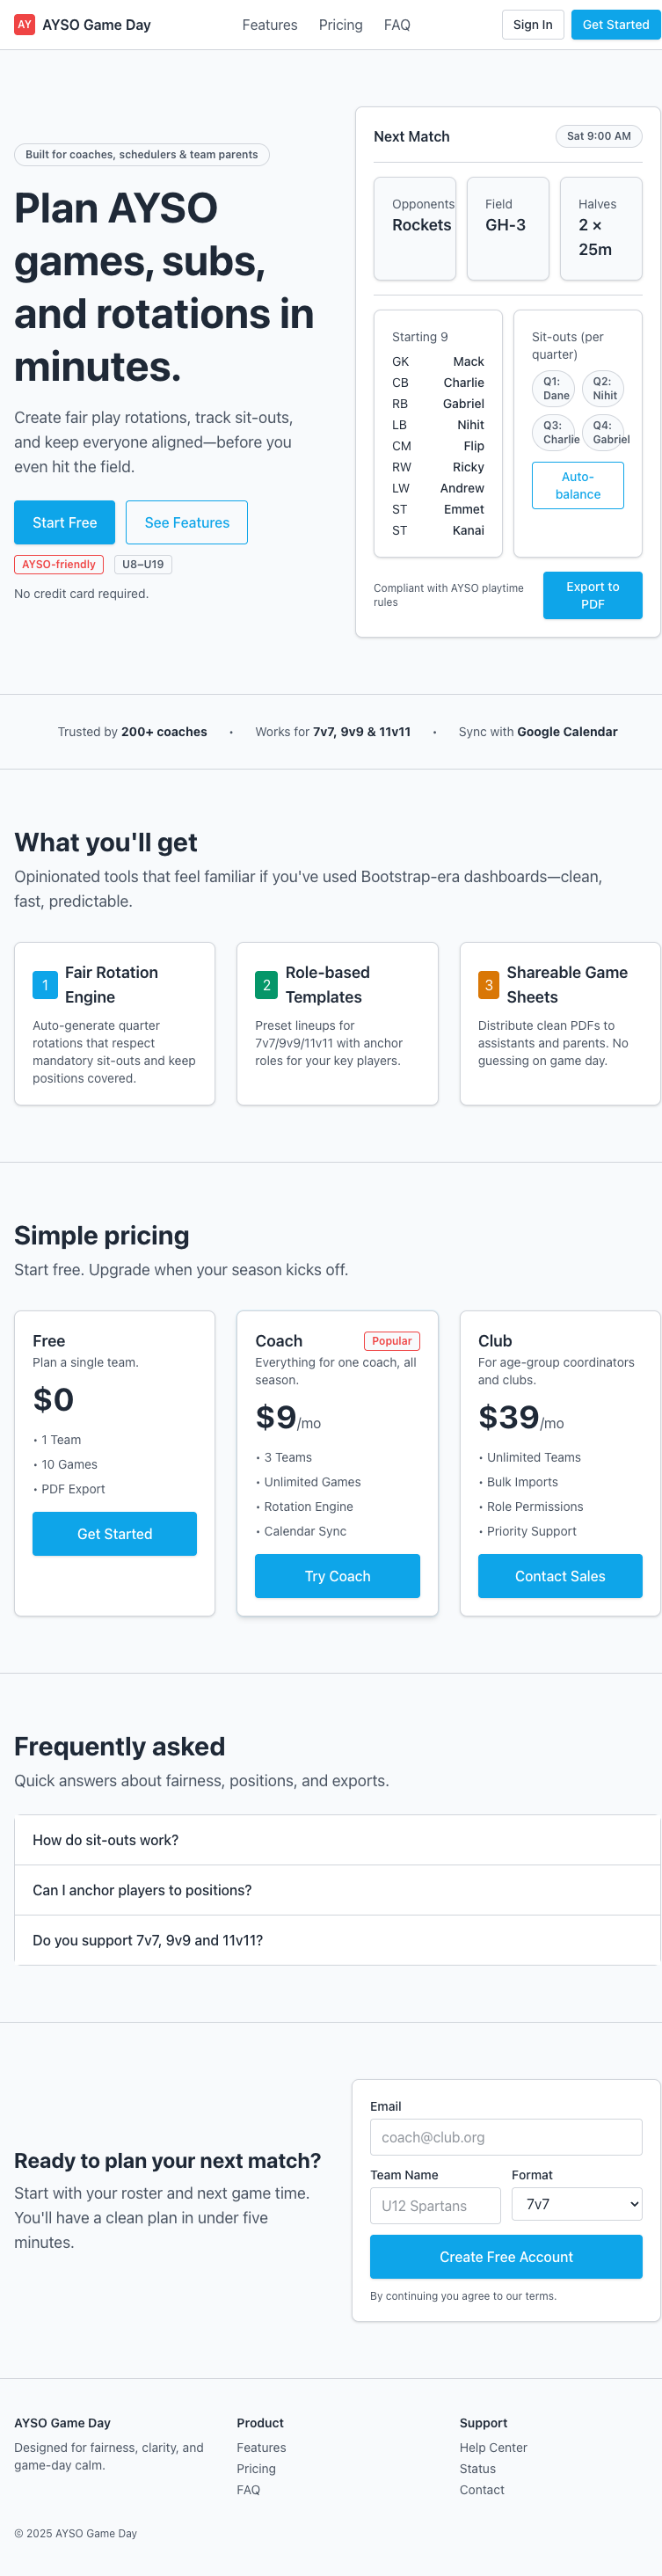 AY AYSO Game Day Features Pricing FAQ Sign In Get Started
Built for coaches, schedulers & team parents
Plan AYSO
games, subs,
and rotations in
minutes.
Create fair play rotations, track sit-outs,
and keep everyone aligned—before you
even hit the field.
Start Free See Features
AYSO-friendly U8–U19
No credit card required.
Next Match Sat 9:00 AM
Opponents
Rockets
Field
GH-3
Halves
2 ×
25m
Starting 9
GK Mack
CB Charlie
RB Gabriel
LB Nihit
CM Flip
RW Ricky
LW Andrew
ST Emmet
ST Kanai
Sit-outs (per
quarter)
Q1:
Dane
Q2:
Nihit
Q3:
Charlie
Q4:
Gabriel
Auto-
balance
Compliant with AYSO playtime
rules
Export to
PDF
Trusted by 200+ coaches • Works for 7v7, 9v9 & 11v11 • Sync with Google Calendar
What you'll get
Opinionated tools that feel familiar if you've used Bootstrap-era dashboards—clean,
fast, predictable.
1
Fair Rotation
Engine
Auto-generate quarter
rotations that respect
mandatory sit-outs and keep
positions covered.
2
Role-based
Templates
Preset lineups for
7v7/9v9/11v11 with anchor
roles for your key players.
3
Shareable Game
Sheets
Distribute clean PDFs to
assistants and parents. No
guessing on game day.
Simple pricing
Start free. Upgrade when your season kicks off.
Free
Plan a single team.
$0
• 1 Team
• 10 Games
• PDF Export
Get Started
Coach Popular
Everything for one coach, all
season.
$9/mo
• 3 Teams
• Unlimited Games
• Rotation Engine
• Calendar Sync
Try Coach
Club
For age-group coordinators
and clubs.
$39/mo
• Unlimited Teams
• Bulk Imports
• Role Permissions
• Priority Support
Contact Sales
Frequently asked
Quick answers about fairness, positions, and exports.
How do sit-outs work?
Can I anchor players to positions?
Do you support 7v7, 9v9 and 11v11?
Ready to plan your next match?
Start with your roster and next game time.
You'll have a clean plan in under five
minutes.
Email
coach@club.org
Team Name Format
U12 Spartans 7v7
Create Free Account
By continuing you agree to our terms.
AYSO Game Day
Designed for fairness, clarity, and
game-day calm.
Product
Features
Pricing
FAQ
Support
Help Center
Status
Contact
© 2025 AYSO Game Day